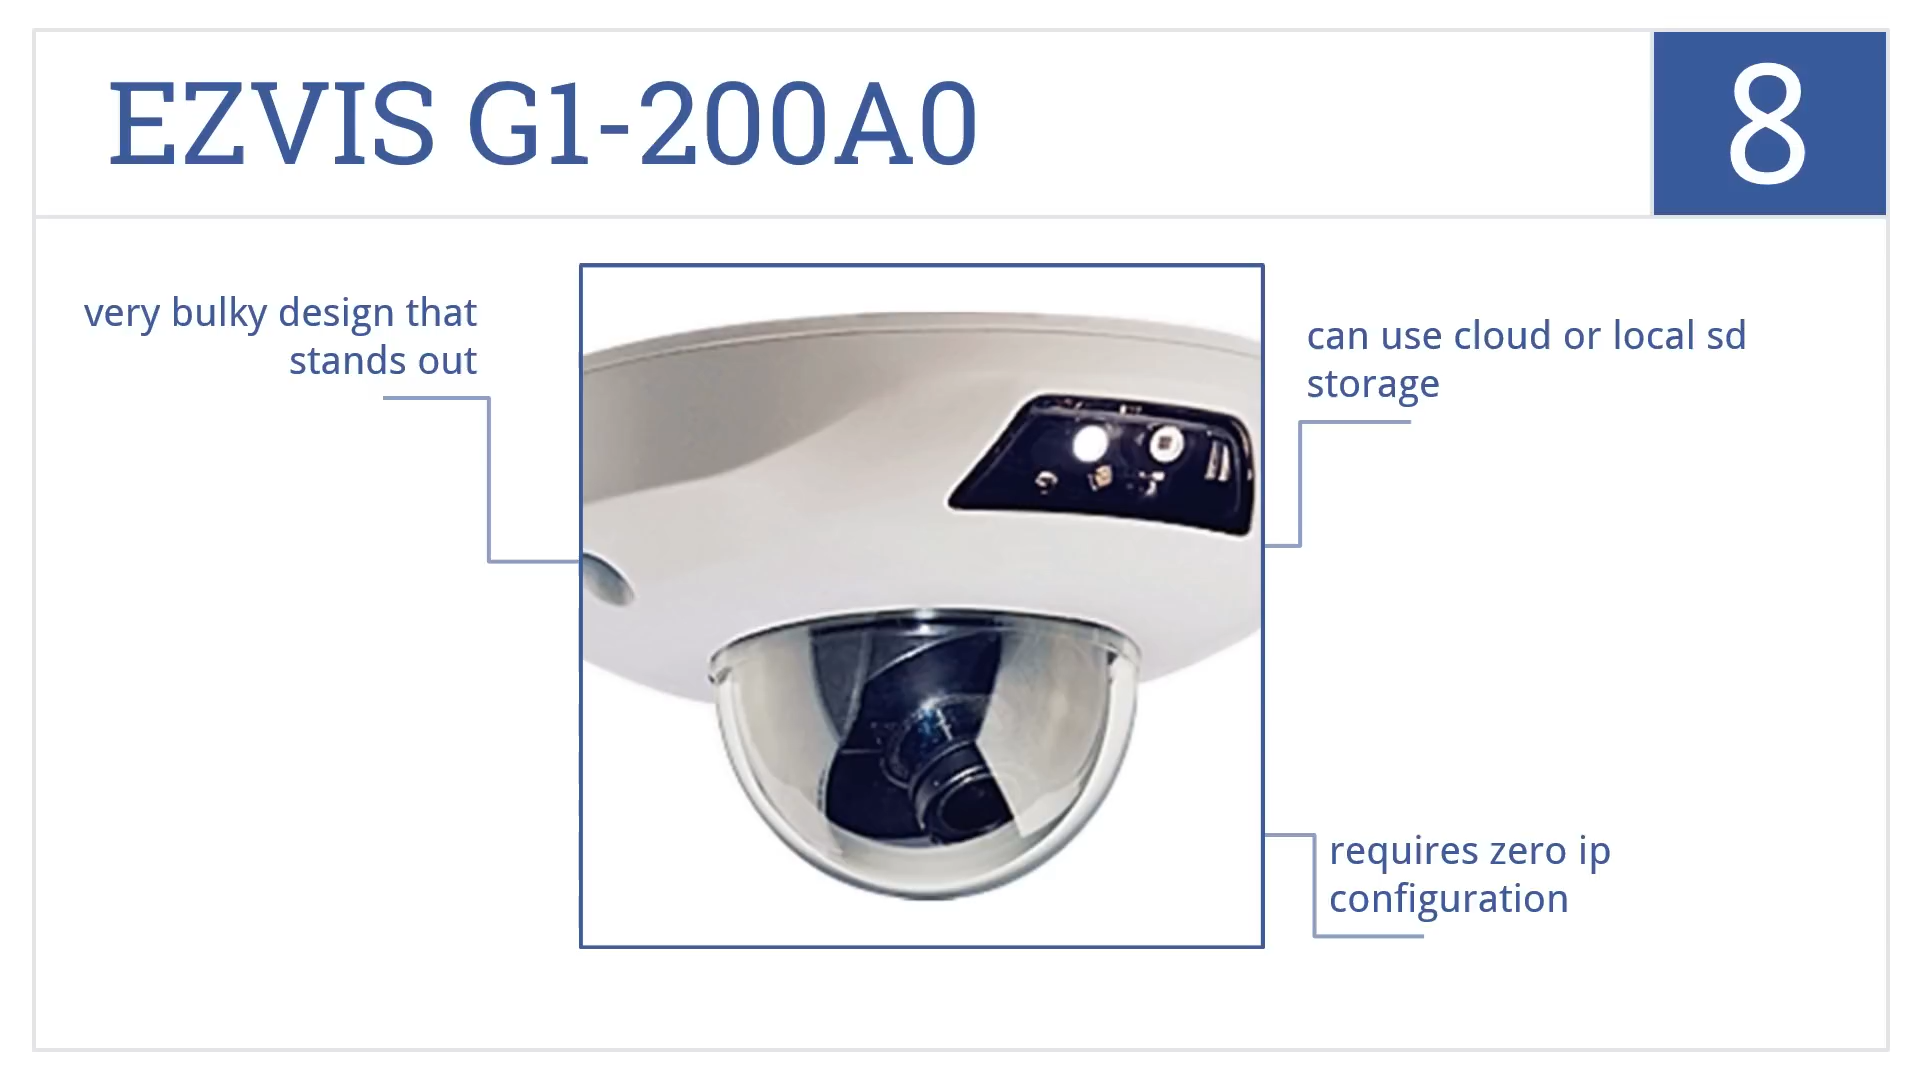 EZVIS G1-200A0
8
very bulky design that
stands out
can use cloud or local sd
storage
requires zero ip
configuration